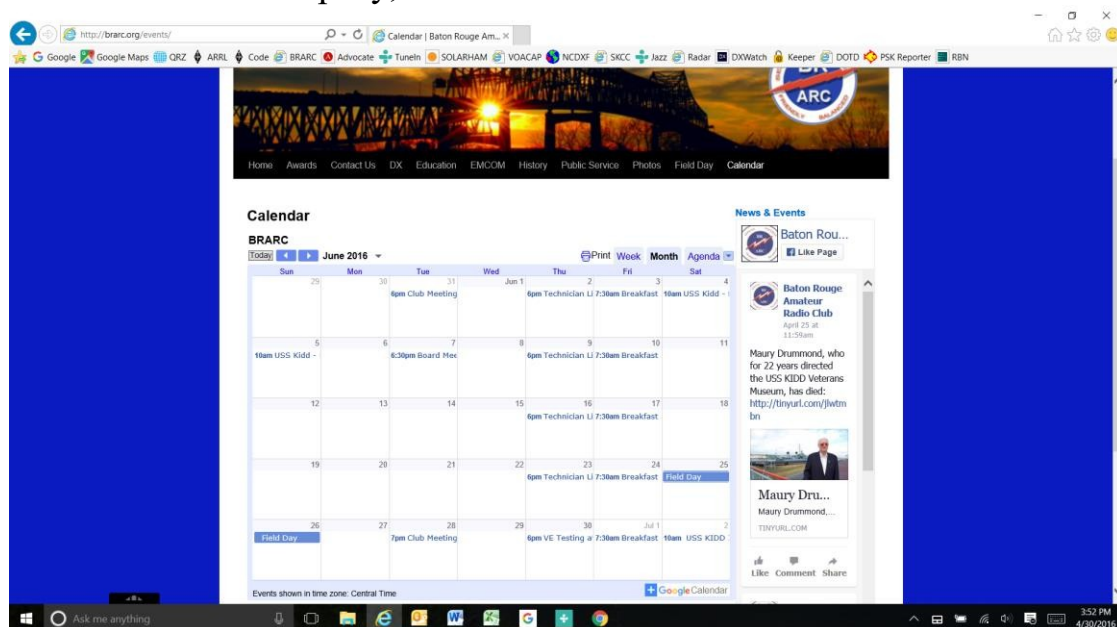 http://brarc.org/events/
Calendar | Baton Rouge Am...
Google Google Maps QRZ ARRL Code BRARC Advocate TuneIn SOLARHAM VOACAP NCDXF SKCC Jazz Radar DXWatch Keeper DOTD PSK Reporter RBN
BR
ARC
FRIENDLY BALANCED
Home Awards Contact Us DX Education EMCOM History Public Service Photos Field Day Calendar
Calendar
BRARC
Today June 2016 Print Week Month Agenda
Sun Mon Tue Wed Thu Fri Sat
29 30 31 Jun 1 2 3 4
6pm Club Meeting 6pm Technician Li 7:30am Breakfast 10am USS Kidd -
5 6 7 8 9 10 11
10am USS Kidd - 6:30pm Board Mee 6pm Technician Li 7:30am Breakfast
12 13 14 15 16 17 18
6pm Technician Li 7:30am Breakfast
19 20 21 22 23 24 25
6pm Technician Li 7:30am Breakfast Field Day
26 27 28 29 30 Jul 1 2
Field Day 7pm Club Meeting 6pm VE Testing a 7:30am Breakfast 10am USS KIDD
Events shown in time zone: Central Time
GoogleCalendar
News & Events
Baton Rou...
Like Page
Baton Rouge
Amateur
Radio Club
April 25 at
11:59am
Maury Drummond, who
for 22 years directed
the USS KIDD Veterans
Museum, has died:
http://tinyurl.com/jlwtm
bn
Maury Dru...
Maury Drummond,...
TINYURL.COM
Like Comment Share
Ask me anything
3:52 PM
4/30/2016